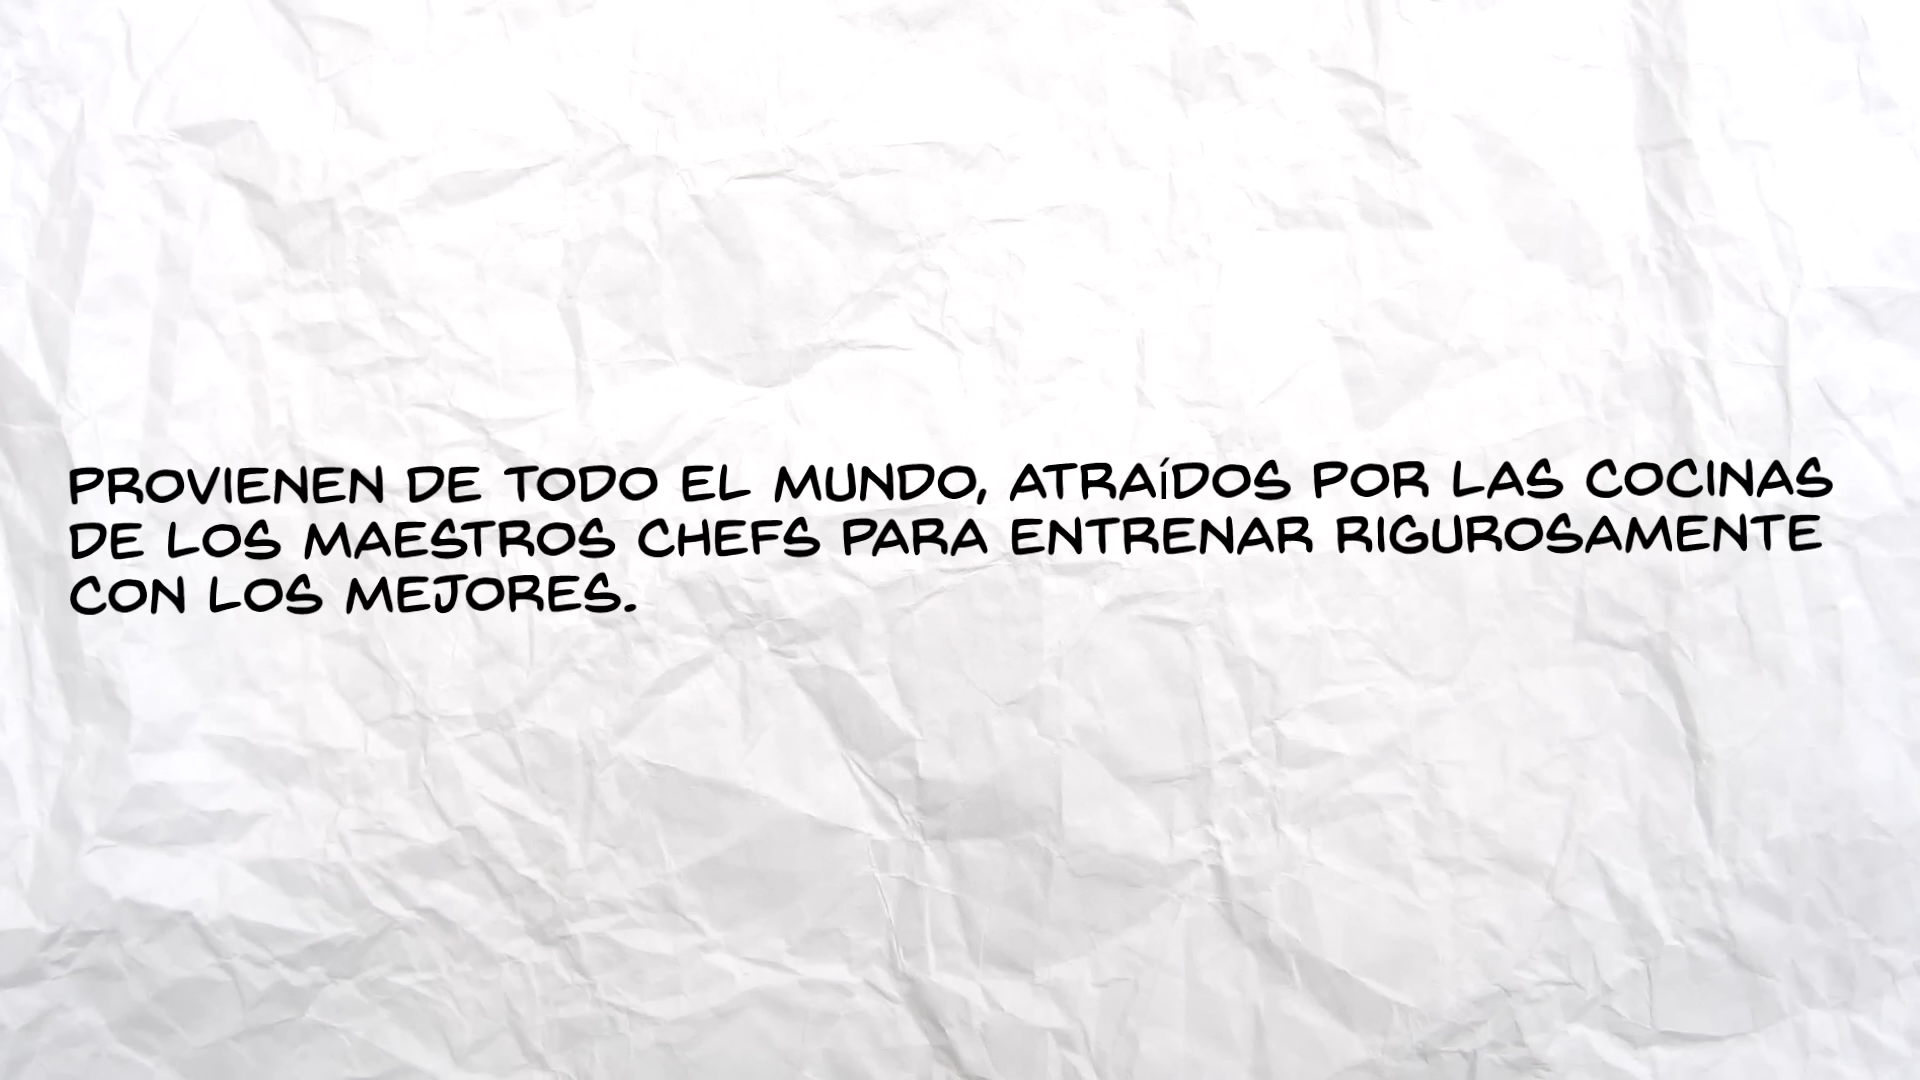 PROVIENEN DE TODO EL MUNDO, ATRAíDOS POR LAS COCINAS
DE LOS MAESTROS CHEFS PARA ENTRENAR RIGUROSAMENTE
CON LOS MEJORES.